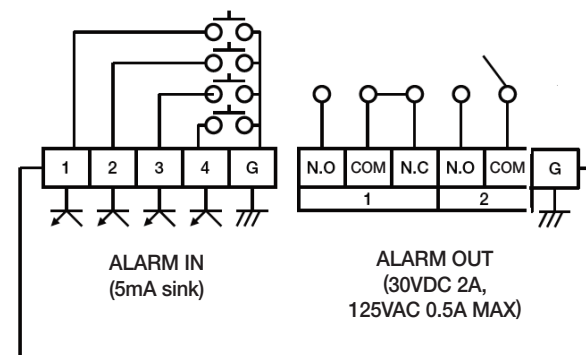 1 2 3 4 G
N.O COM N.C N.O COM G
1 2
ALARM IN
(5mA sink)
ALARM OUT
(30VDC 2A,
125VAC 0.5A MAX)